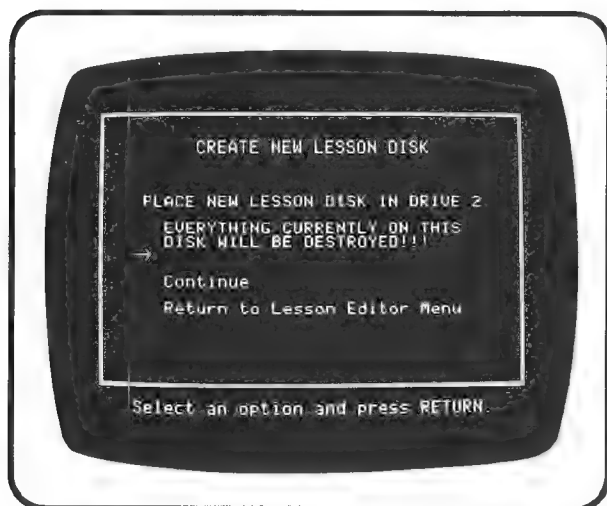 CREATE NEW LESSON DISK
PLACE NEW LESSON DISK IN DRIVE 2
EVERYTHING CURRENTLY ON THIS
DISK WILL BE DESTROYED!!!
Continue
Return to Lesson Editor Menu
Select an option and press RETURN